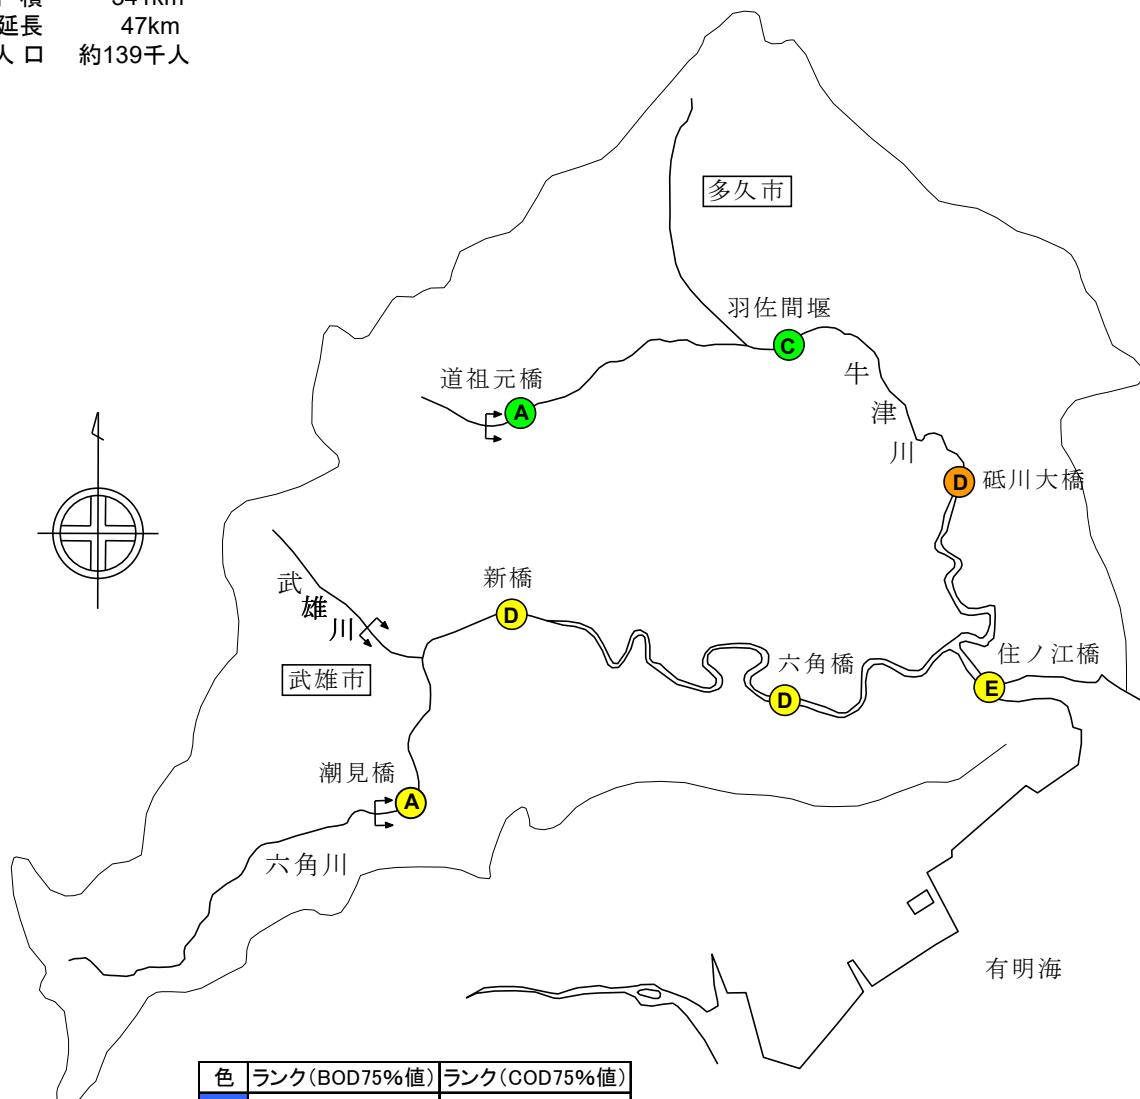 積 341km
延長 47km
人口 約139千人
多久市
羽佐間堰
C
道祖元橋
A
牛津川
D
砥川大橋
武雄川
新橋
D
武雄市
六角橋
D
住ノ江橋
E
潮見橋
A
六角川
有明海
色 ランク(BOD75%値) ランク(COD75%値)